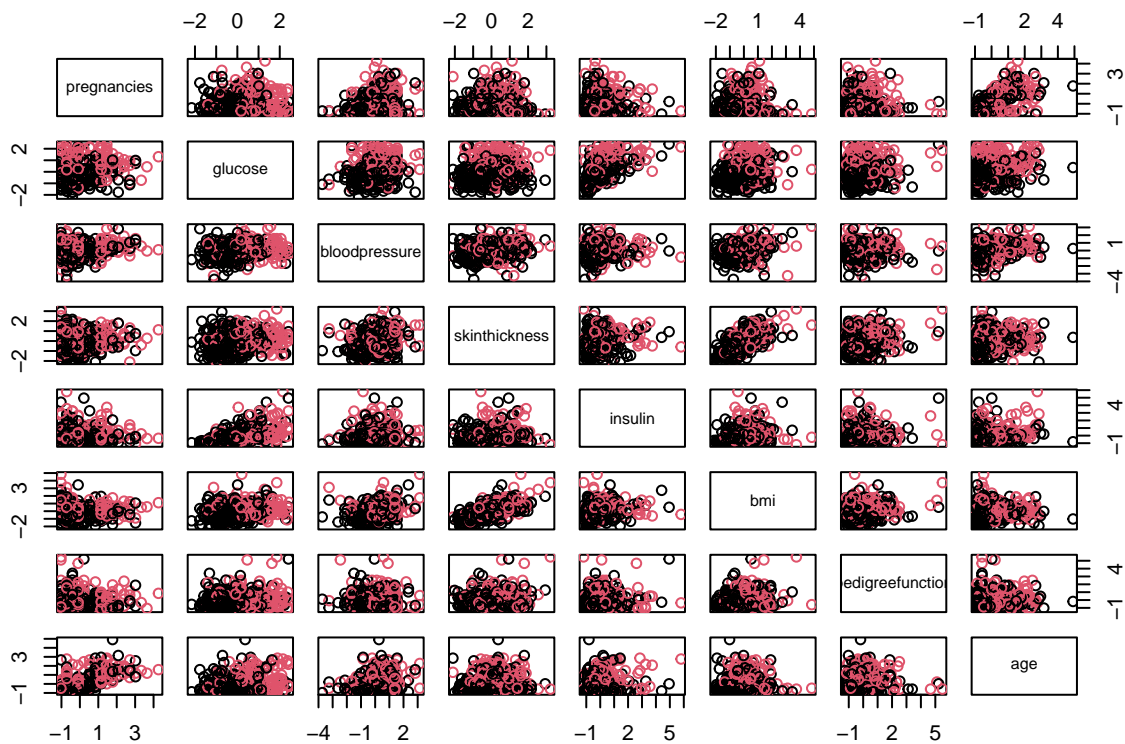 -2 0 2 -2 0 2 -2 1 4 -1 2 4
pregnancies -1 3
-2 2 glucose
bloodpressure -4 1
-2 2 skinthickness
insulin -1 4
-2 3 bmi
edigreefunction -1 4
-1 3 age
-1 1 3 -4 -1 2 -1 2 5 -1 2 5